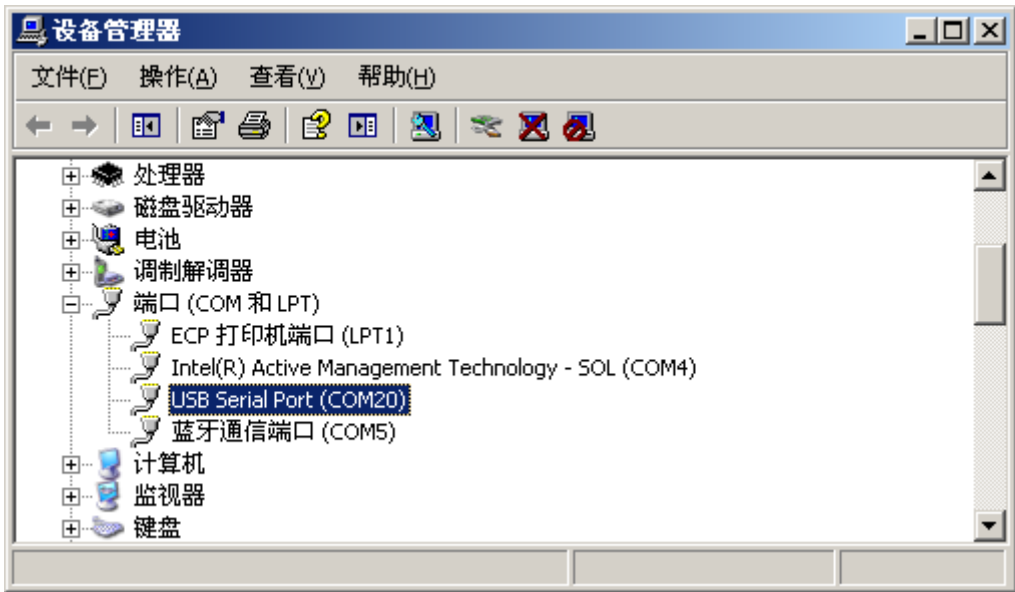 设备管理器
文件(F) 操作(A) 查看(V) 帮助(H)
处理器
磁盘驱动器
电池
调制解调器
端口 (COM 和 LPT)
ECP 打印机端口 (LPT1)
Intel(R) Active Management Technology - SOL (COM4)
USB Serial Port (COM20)
蓝牙通信端口 (COM5)
计算机
监视器
键盘